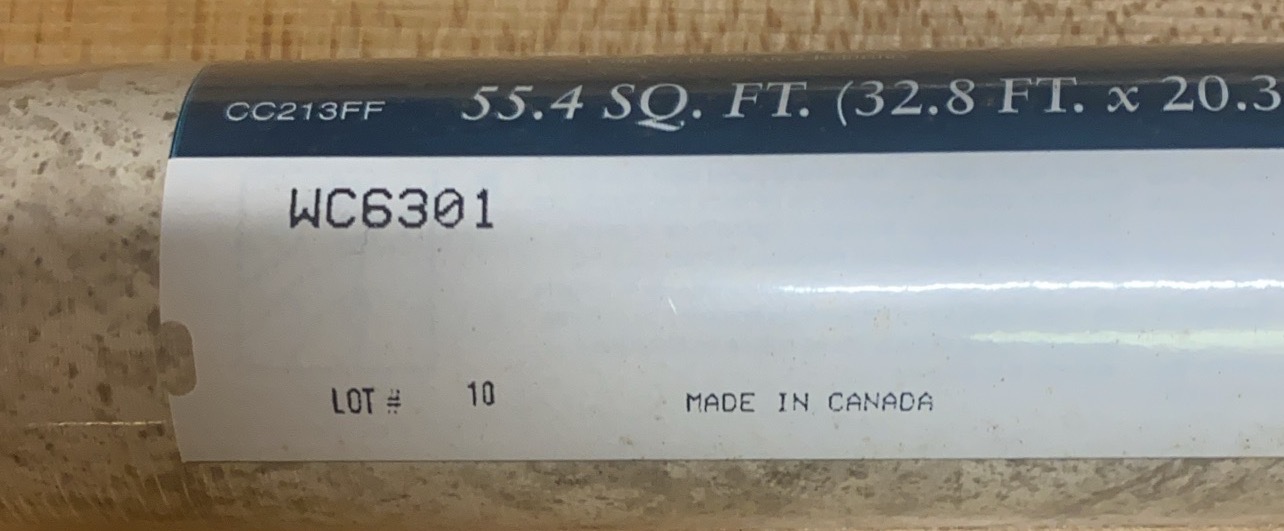 CC213FF 55.4 SQ. FT. (32.8 FT. x 20.3
WC6301
LOT # 10 MADE IN CANADA